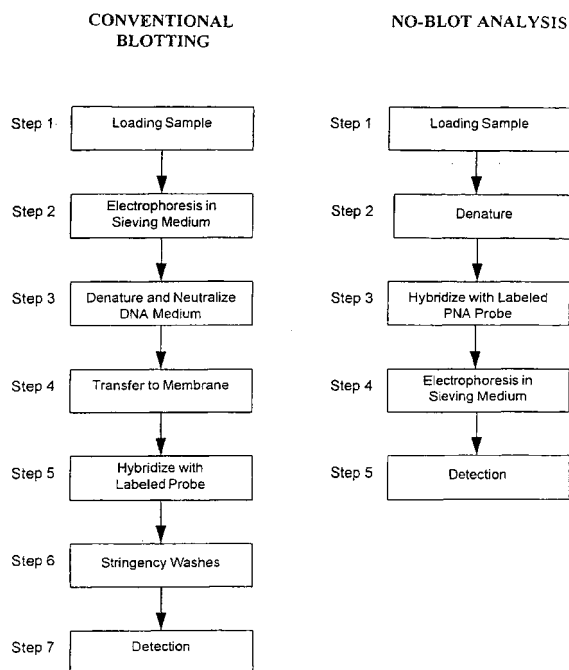 CONVENTIONAL
BLOTTING
Step 1
Loading Sample
Step 2
Electrophoresis in
Sieving Medium
Step 3
Denature and Neutralize
DNA Medium
Step 4
Transfer to Membrane
Step 5
Hybridize with
Labeled Probe
Step 6
Stringency Washes
Step 7
Detection
NO-BLOT ANALYSIS
Step 1
Loading Sample
Step 2
Denature
Step 3
Hybridize with Labeled
PNA Probe
Step 4
Electrophoresis in
Sieving Medium
Step 5
Detection